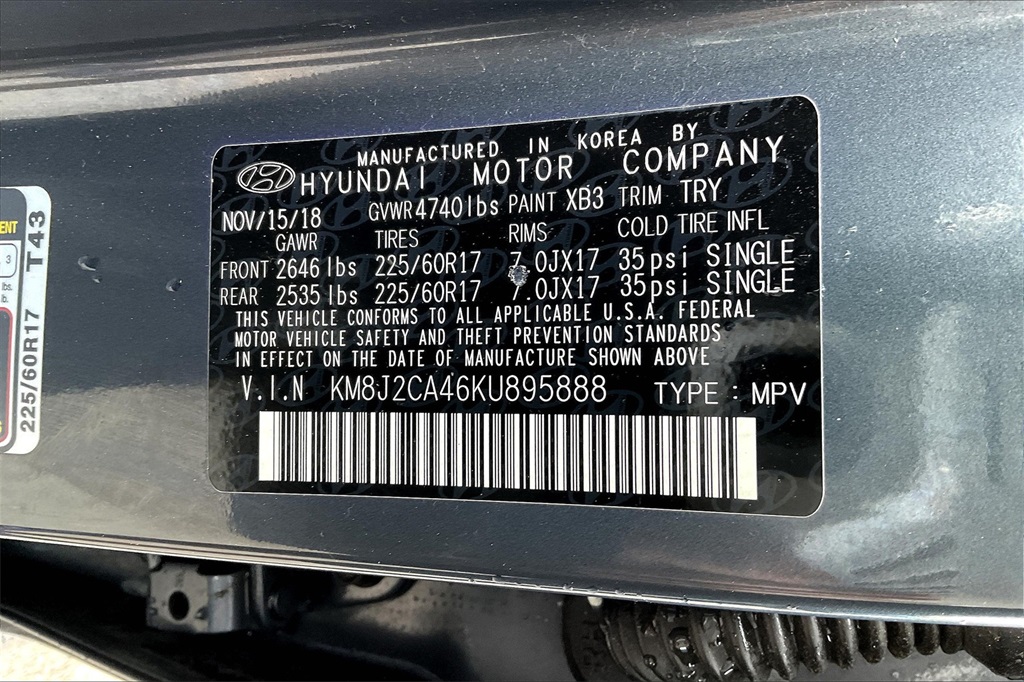 MANUFACTURED IN KOREA BY
HYUNDAI MOTOR COMPANY
NOV/15/18 GVWR 4740lbs PAINT XB3 TRIM TRY
GAWR TIRES RIMS COLD TIRE INFL
FRONT 2646 lbs 225/60R17 7.0JX17 35psi SINGLE
REAR 2535 lbs 225/60R17 7.0JX17 35psi SINGLE
THIS VEHICLE CONFORMS TO ALL APPLICABLE U.S.A. FEDERAL
MOTOR VEHICLE SAFETY AND THEFT PREVENTION STANDARDS
IN EFFECT ON THE DATE OF MANUFACTURE SHOWN ABOVE
V.I.N KM8J2CA46KU895888 TYPE : MPV
225/60R17 T43
3
lbs.